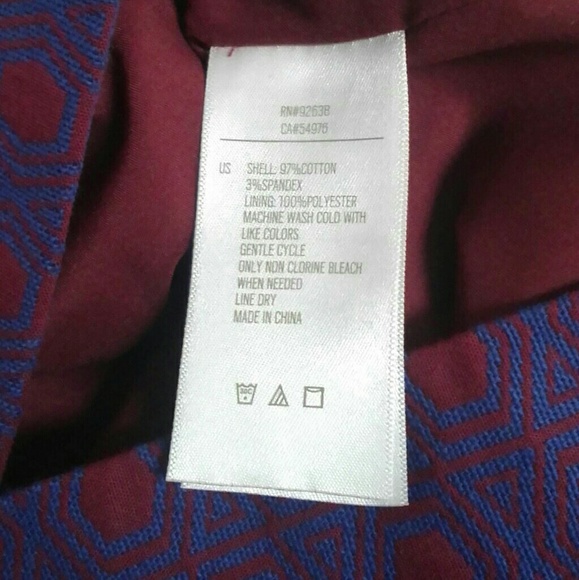 RN#92638
CA#54976
US SHELL: 97%COTTON
3%SPANDEX
LINING: 100%POLYESTER
MACHINE WASH COLD WITH
LIKE COLORS
GENTLE CYCLE
ONLY NON CLORINE BLEACH
WHEN NEEDED
LINE DRY
MADE IN CHINA
30C